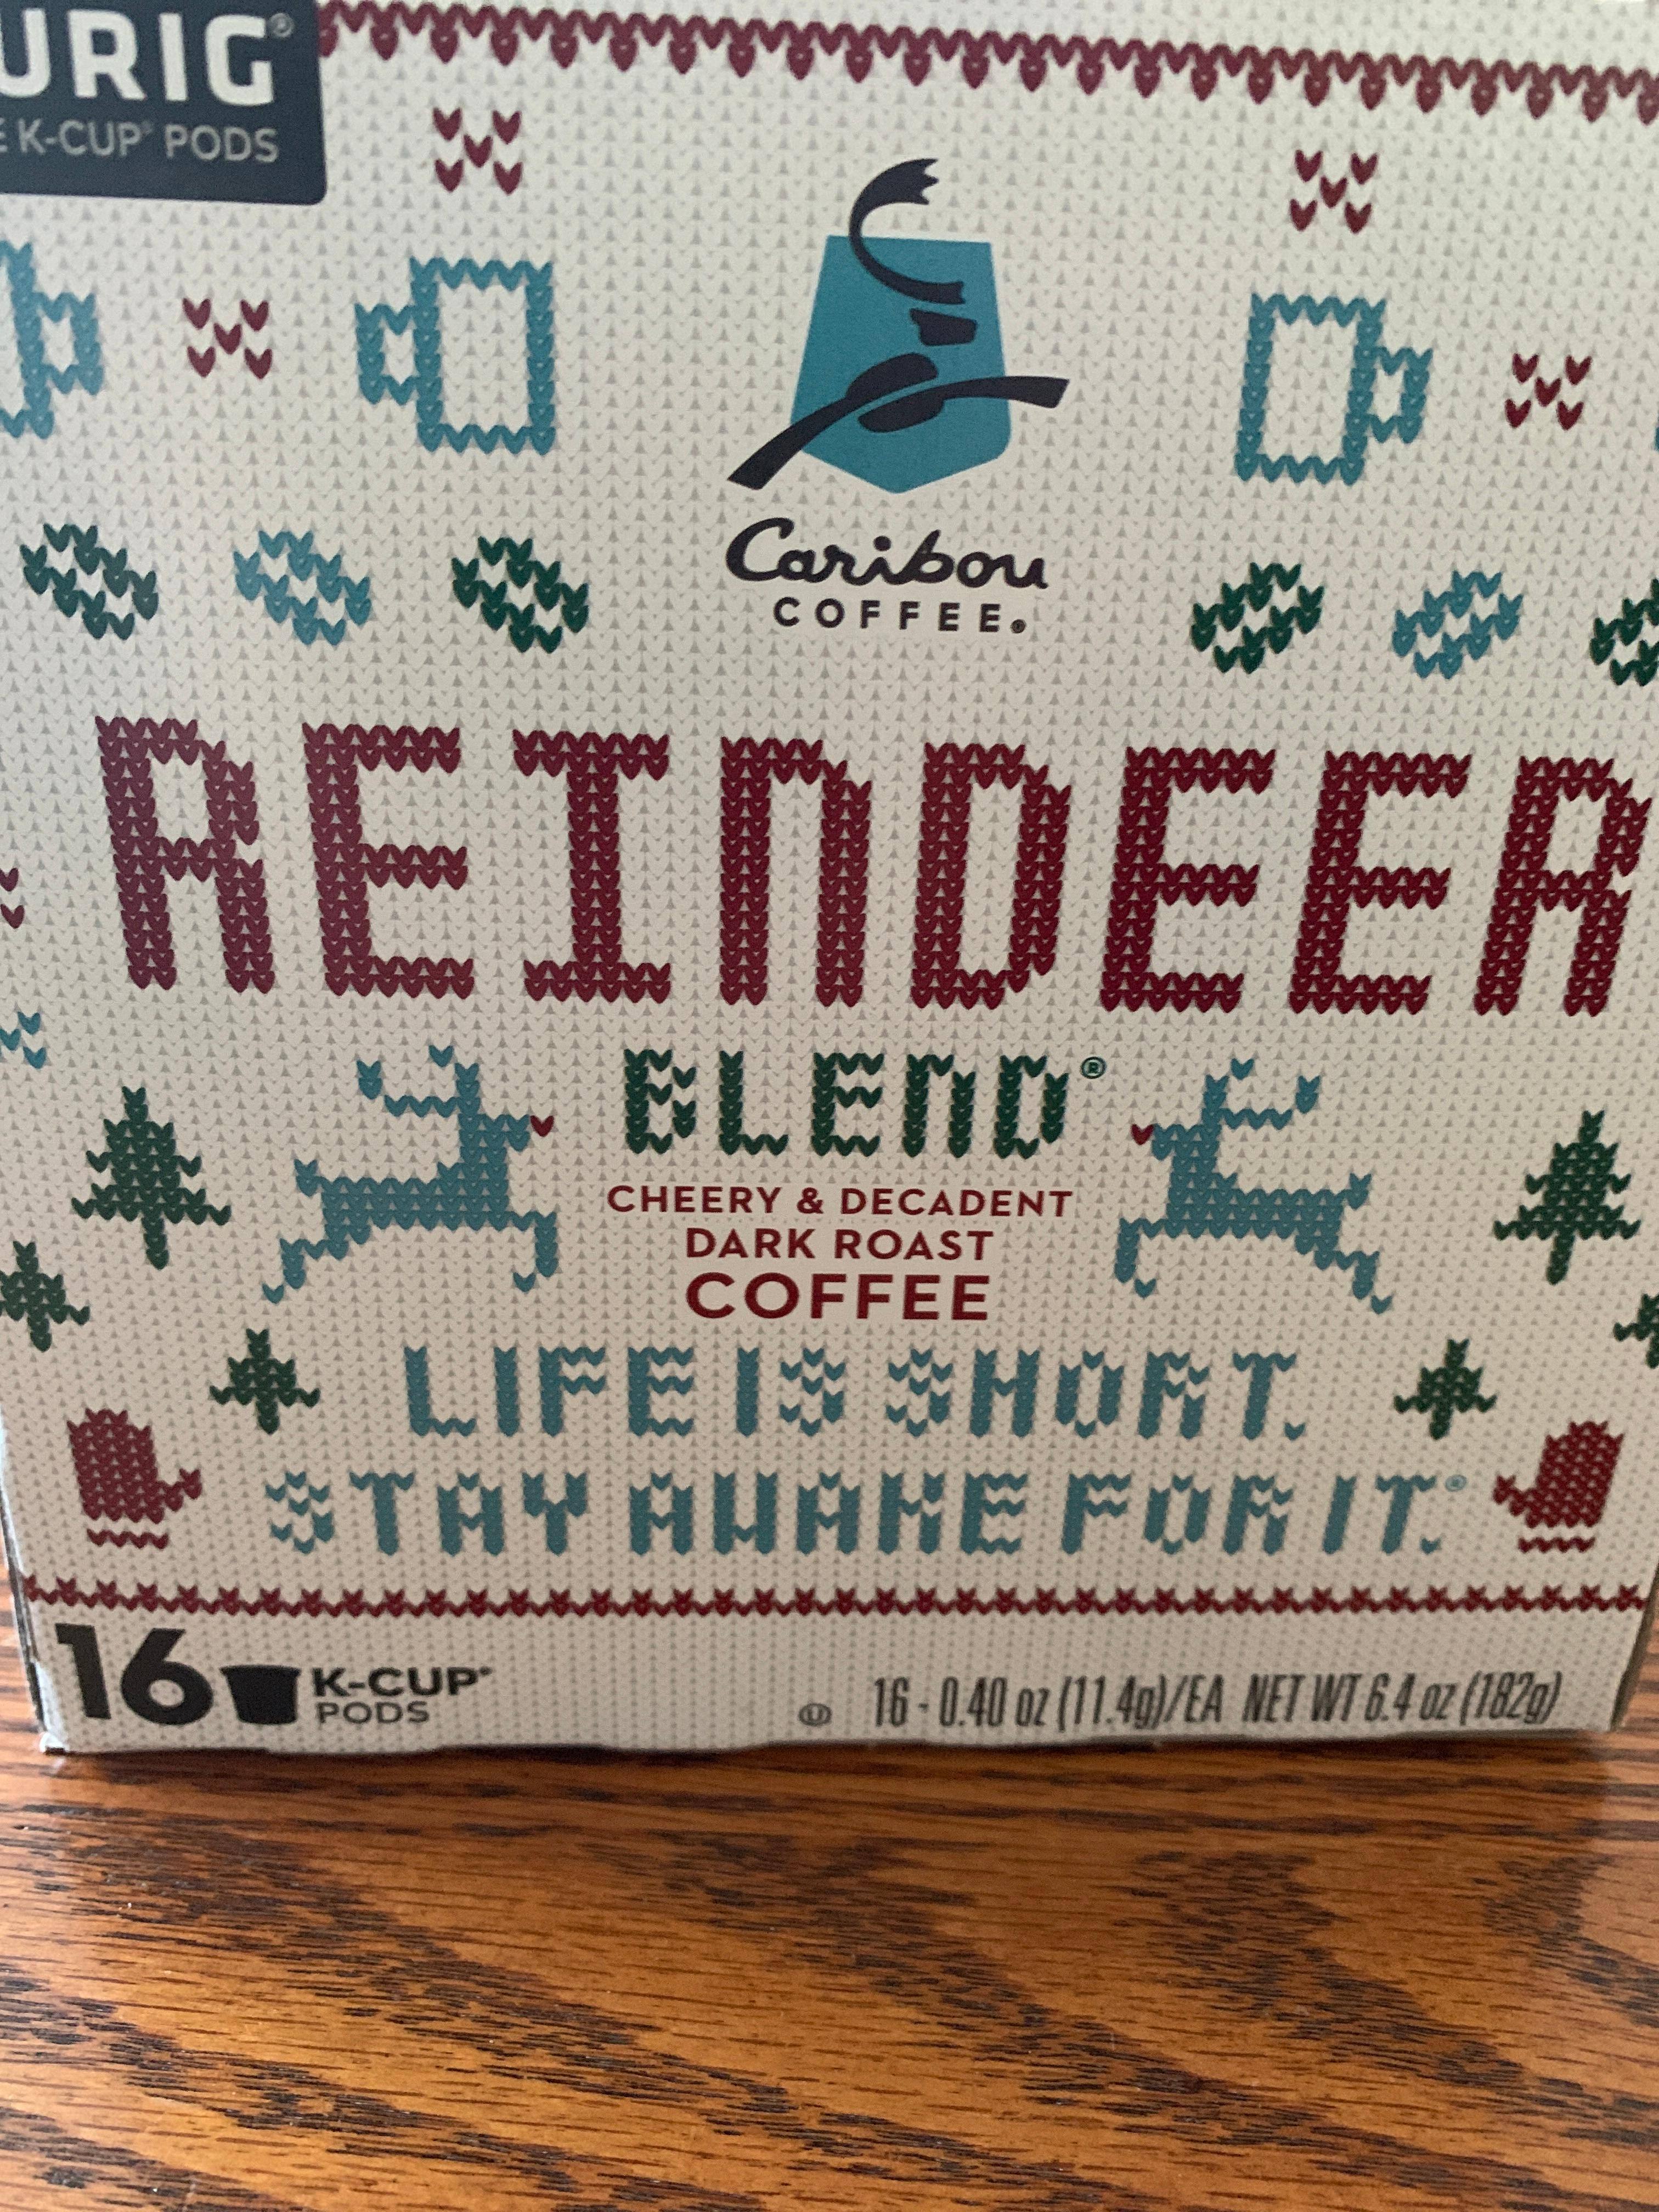 URIG®
K-CUP® PODS
Caribou
COFFEE®
REINDEER
BLEND®
CHEERY & DECADENT
DARK ROAST
COFFEE
LIFE IS SHORT.
STAY AWAKE FOR IT.®
16 K-CUP®
PODS
U 16 - 0.40 oz (11.4g)/EA NET WT 6.4 oz (182g)